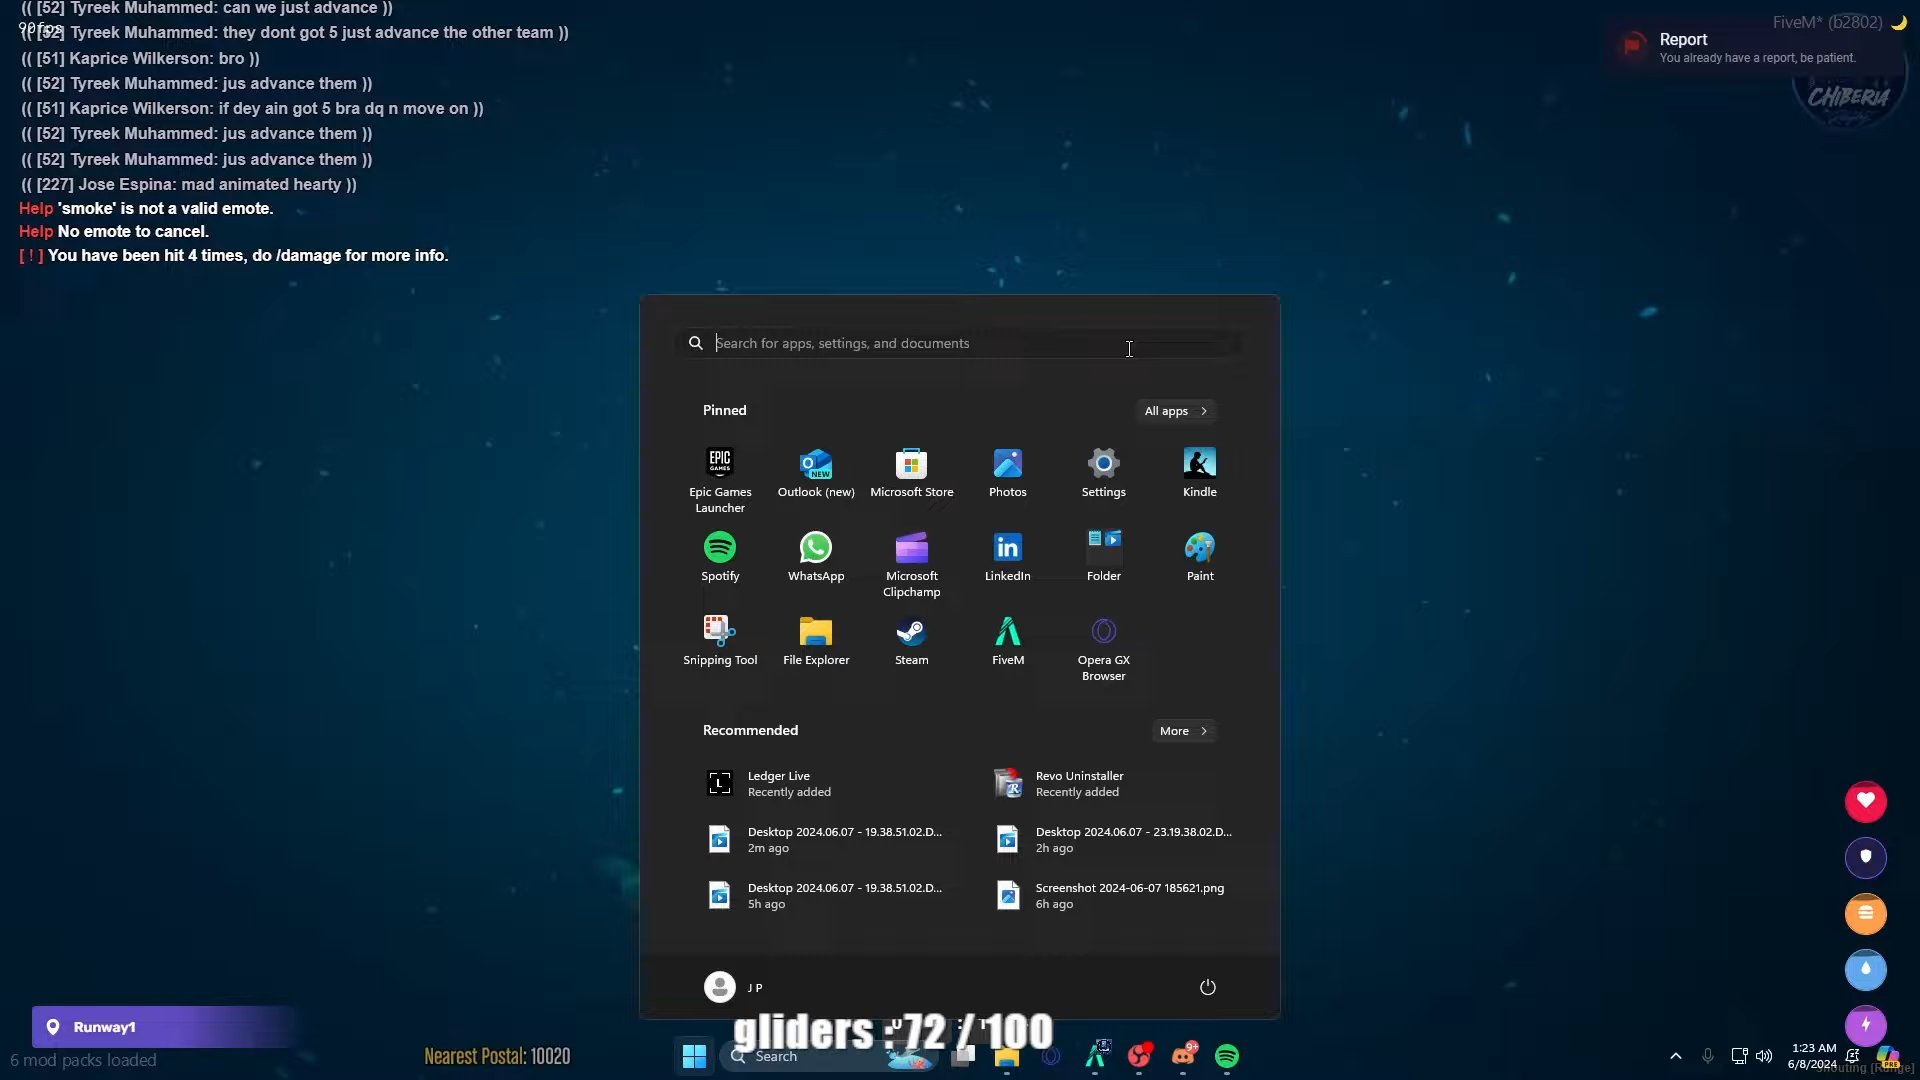 (( [52] Tyreek Muhammed: can we just advance ))
90fps
(( [52] Tyreek Muhammed: they dont got 5 just advance the other team ))
(( [51] Kaprice Wilkerson: bro ))
(( [52] Tyreek Muhammed: jus advance them ))
(( [51] Kaprice Wilkerson: if dey ain got 5 bra dq n move on ))
(( [52] Tyreek Muhammed: jus advance them ))
(( [52] Tyreek Muhammed: jus advance them ))
(( [227] Jose Espina: mad animated hearty ))
Help 'smoke' is not a valid emote.
Help No emote to cancel.
[ ! ] You have been hit 4 times, do /damage for more info.
FiveM* (b2802)
Report
You already have a report, be patient.
CHIBERIA
Search for apps, settings, and documents
Pinned
All apps
Epic Games Launcher
Outlook (new)
Microsoft Store
Photos
Settings
Kindle
Spotify
WhatsApp
Microsoft Clipchamp
LinkedIn
Folder
Paint
Snipping Tool
File Explorer
Steam
FiveM
Opera GX Browser
Recommended
More
Ledger Live
Recently added
Revo Uninstaller
Recently added
Desktop 2024.06.07 - 19.38.51.02.D...
2m ago
Desktop 2024.06.07 - 23.19.38.02.D...
2h ago
Desktop 2024.06.07 - 19.38.51.02.D...
5h ago
Screenshot 2024-06-07 185621.png
6h ago
J P
gliders : 72 / 100
Runway1
6 mod packs loaded
Nearest Postal: 10020
Search
9+
1:23 AM
6/8/2024
PRE
Shouting [Range]